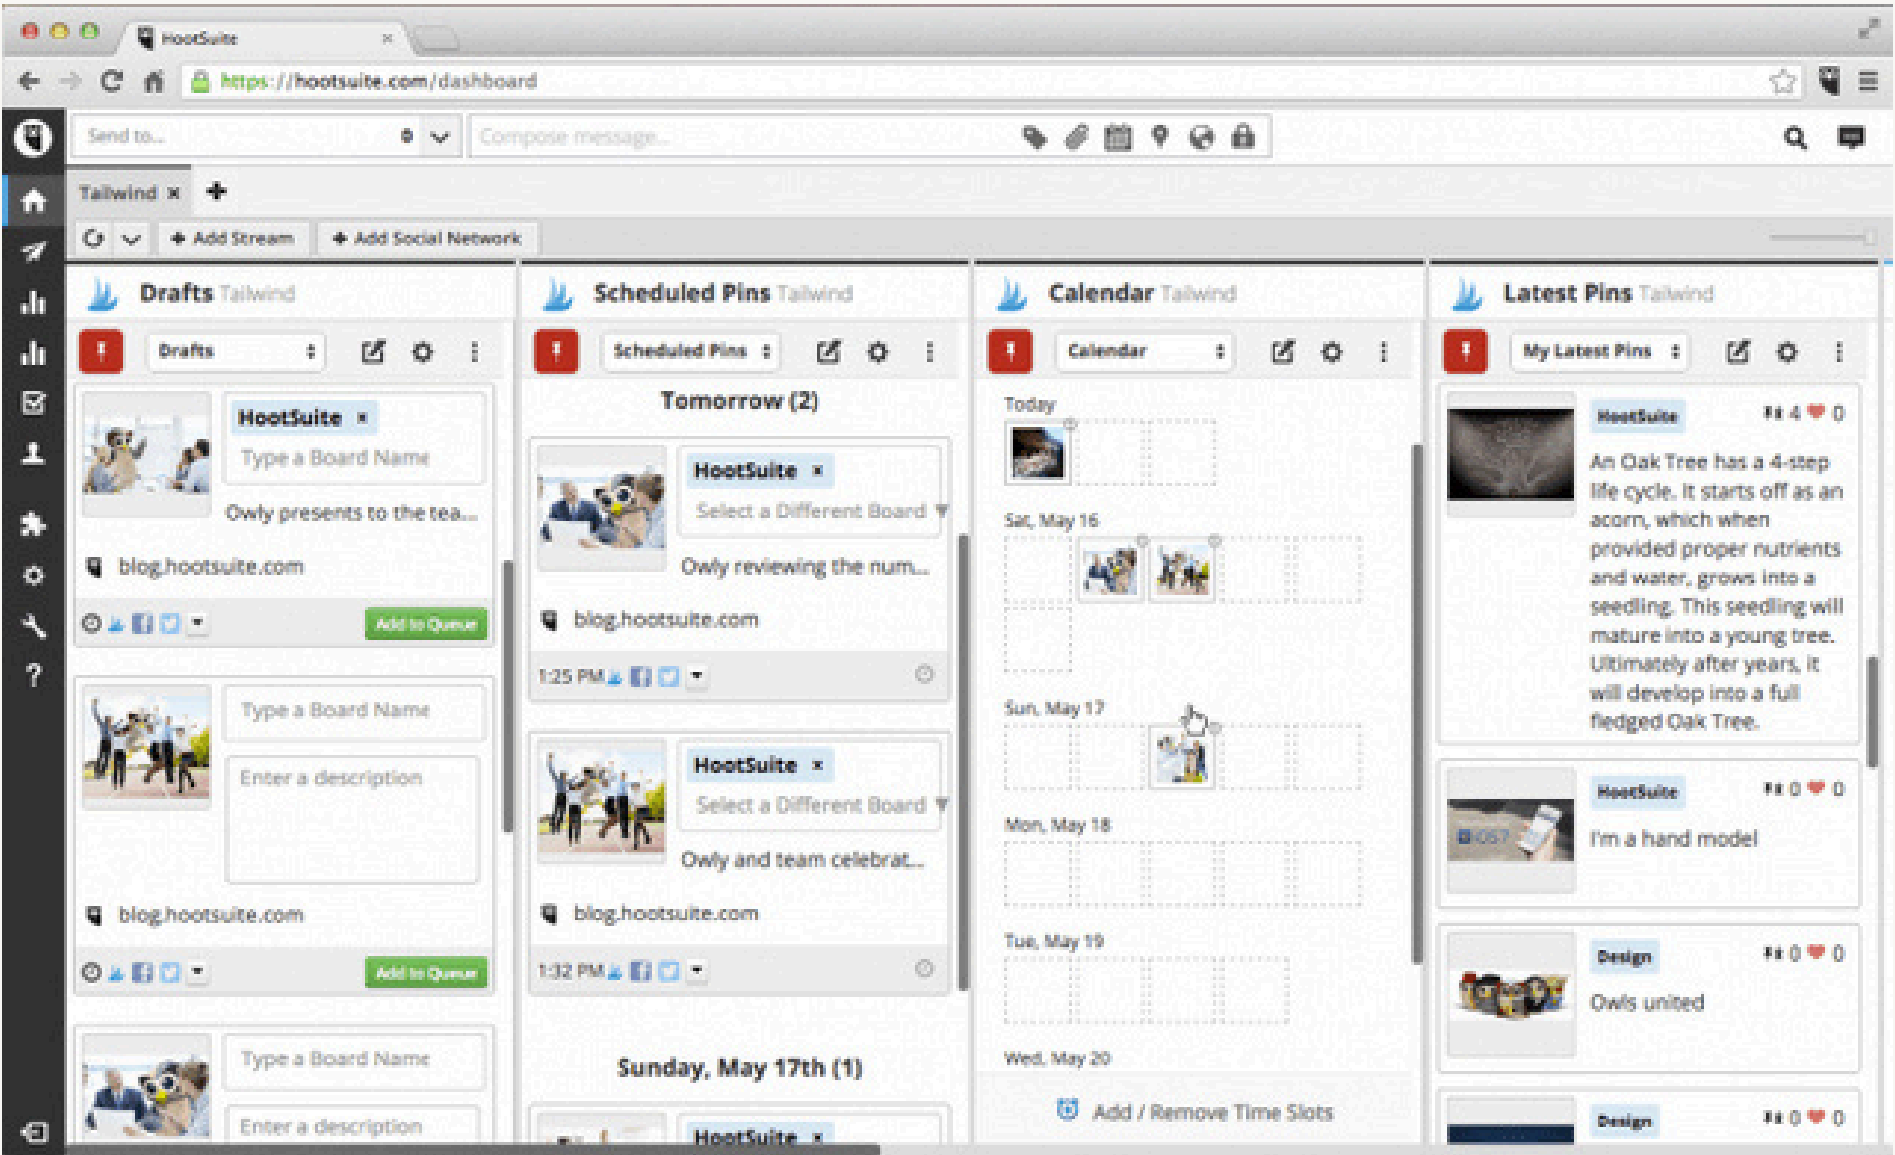 HootSuite
https://hootsuite.com/dashboard
Send to...
Compose message...
Tailwind
Add Stream
Add Social Network
Drafts Tailwind
Drafts
HootSuite ×
Type a Board Name
Owly presents to the tea...
blog.hootsuite.com
Add to Queue
Type a Board Name
Enter a description
blog.hootsuite.com
Add to Queue
Type a Board Name
Enter a description
Scheduled Pins Tailwind
Scheduled Pins
Tomorrow (2)
HootSuite ×
Select a Different Board
Owly reviewing the num...
blog.hootsuite.com
1:25 PM
HootSuite ×
Select a Different Board
Owly and team celebrat...
blog.hootsuite.com
1:32 PM
Sunday, May 17th (1)
HootSuite ×
Calendar Tailwind
Calendar
Today
Sat, May 16
Sun, May 17
Mon, May 18
Tue, May 19
Wed, May 20
Add / Remove Time Slots
Latest Pins Tailwind
My Latest Pins
HootSuite 4 0
An Oak Tree has a 4-step
life cycle. It starts off as an
acorn, which when
provided proper nutrients
and water, grows into a
seedling. This seedling will
mature into a young tree.
Ultimately after years, it
will develop into a full
fledged Oak Tree.
HootSuite 0 0
iOS7
I'm a hand model
Design 0 0
Owls united
Design 0 0